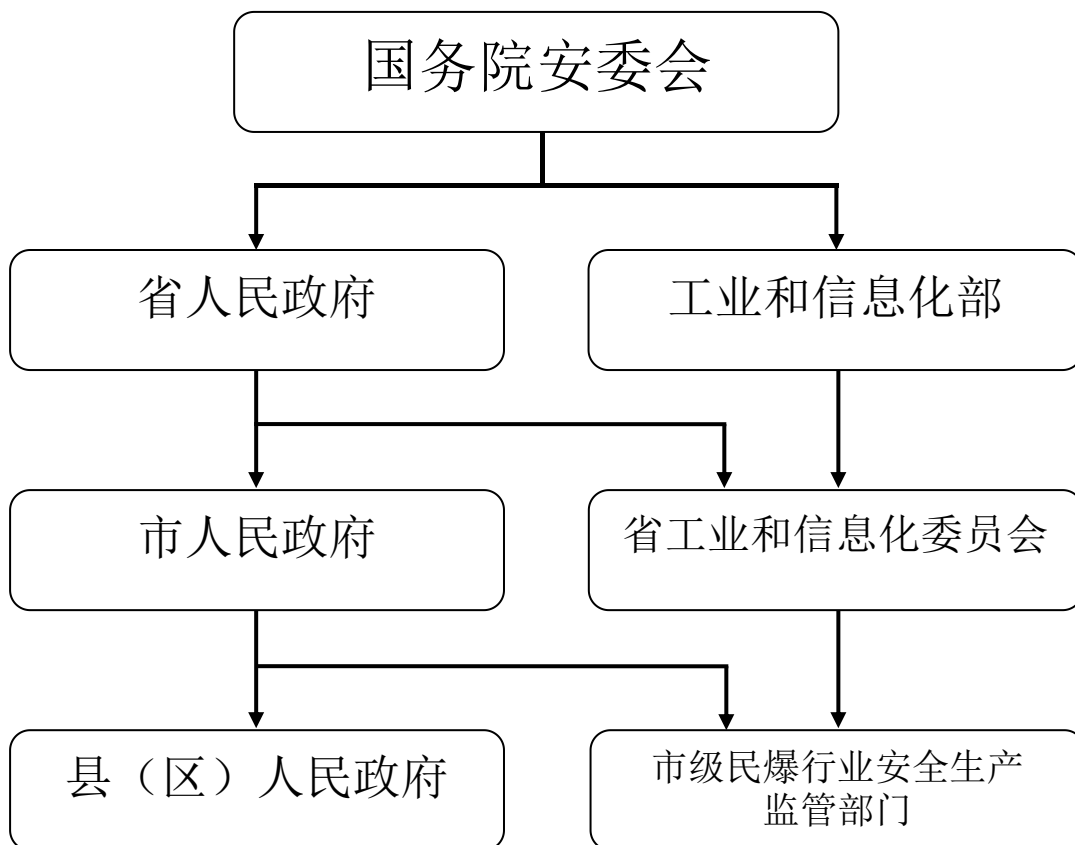 国务院安委会
省人民政府
工业和信息化部
市人民政府
省工业和信息化委员会
县（区）人民政府
市级民爆行业安全生产
监管部门